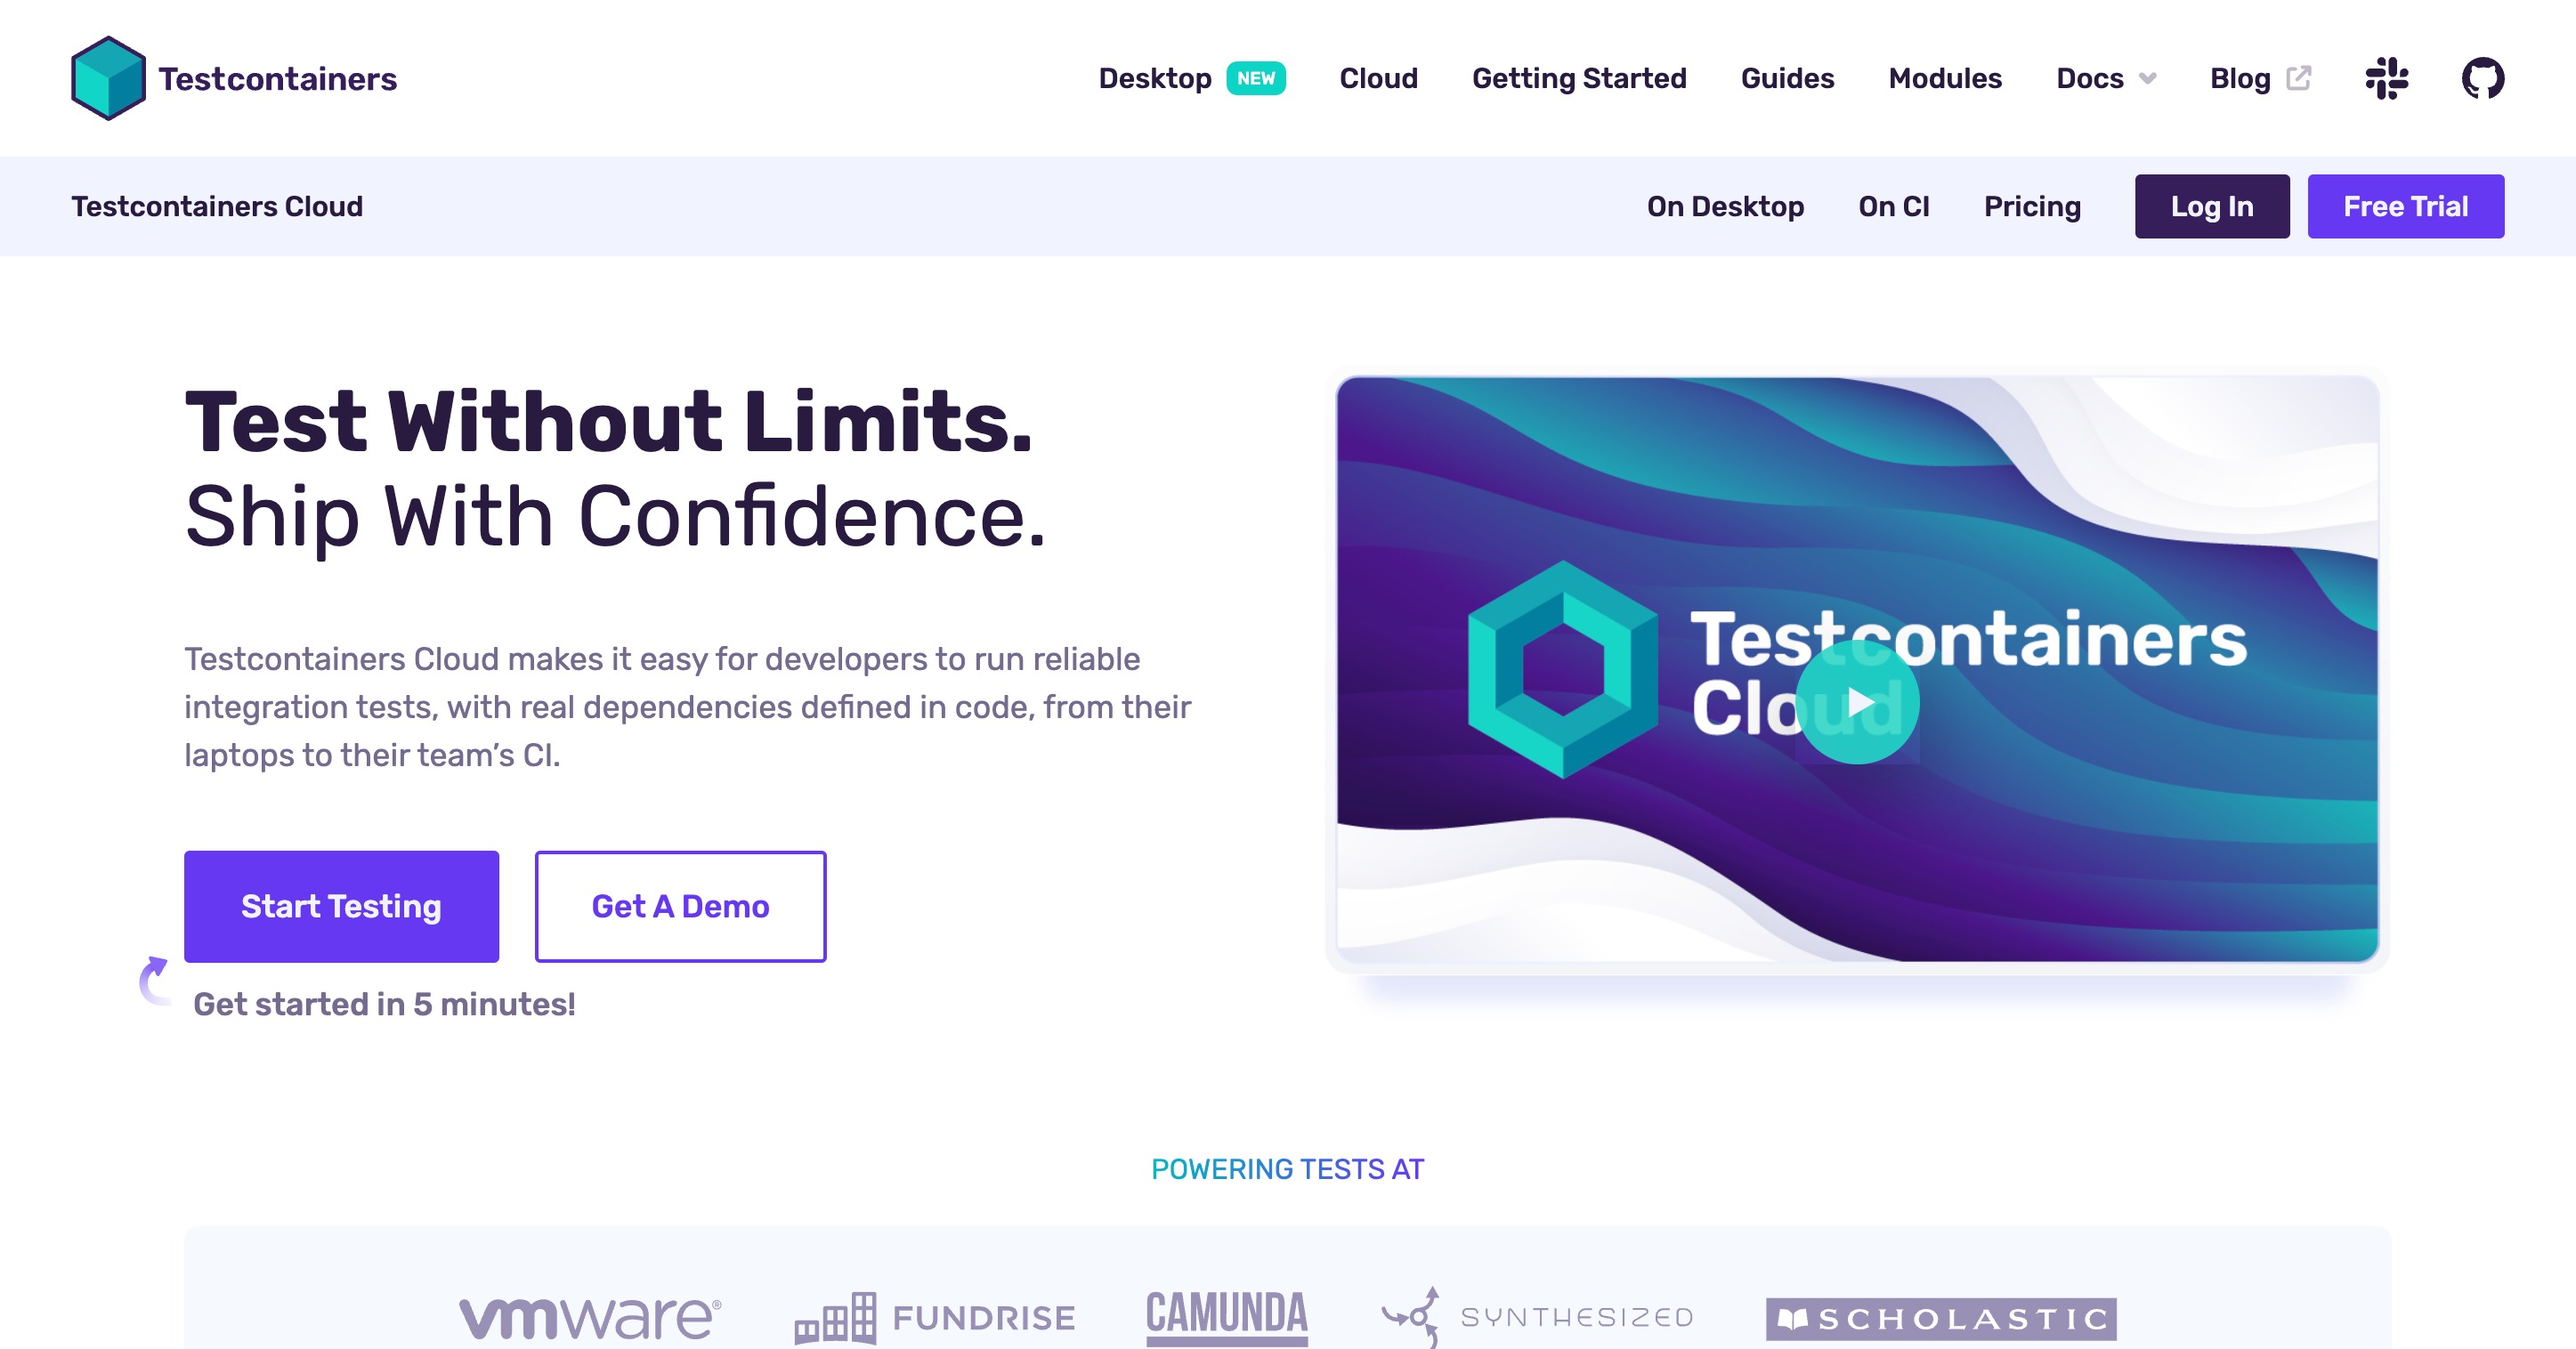 Testcontainers
Desktop NEW Cloud Getting Started Guides Modules Docs Blog
Testcontainers Cloud
On Desktop On CI Pricing Log In Free Trial
Test Without Limits.
Ship With Confidence.
Testcontainers Cloud makes it easy for developers to run reliable
integration tests, with real dependencies defined in code, from their
laptops to their team’s CI.
Start Testing Get A Demo
Get started in 5 minutes!
Testcontainers
Cloud
POWERING TESTS AT
vmware® FUNDRISE CAMUNDA SYNTHESIZED SCHOLASTIC